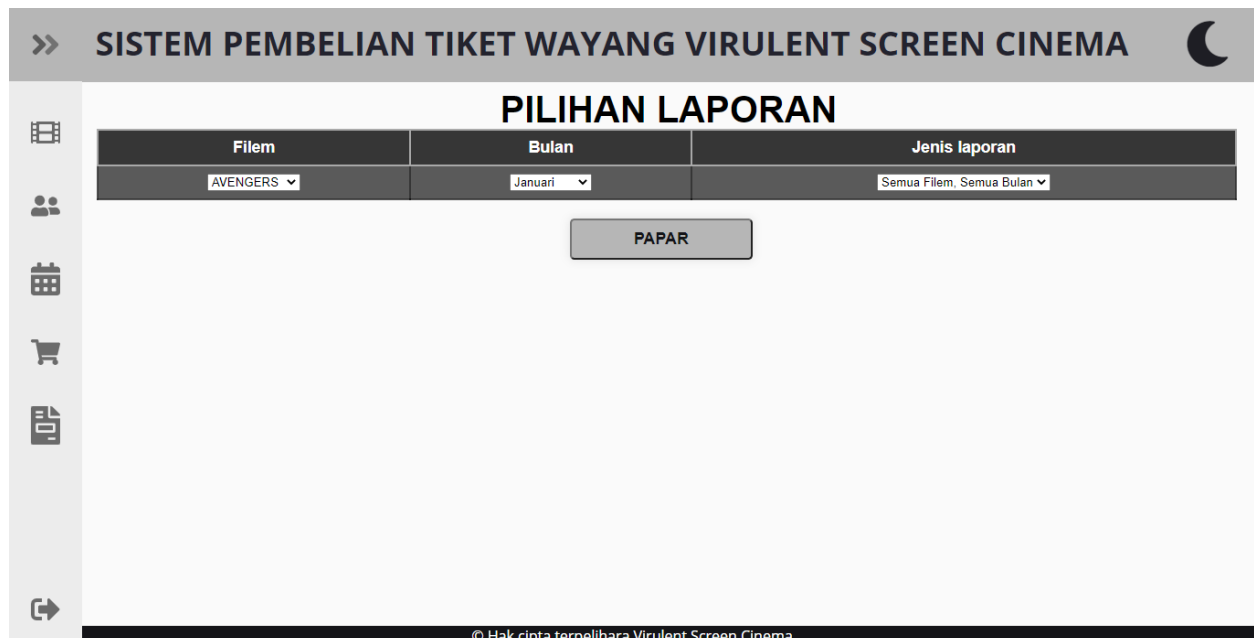 SISTEM PEMBELIAN TIKET WAYANG VIRULENT SCREEN CINEMA
PILIHAN LAPORAN
Filem Bulan Jenis laporan
AVENGERS Januari Semua Filem, Semua Bulan
PAPAR
© Hak cipta terpelihara Virulent Screen Cinema